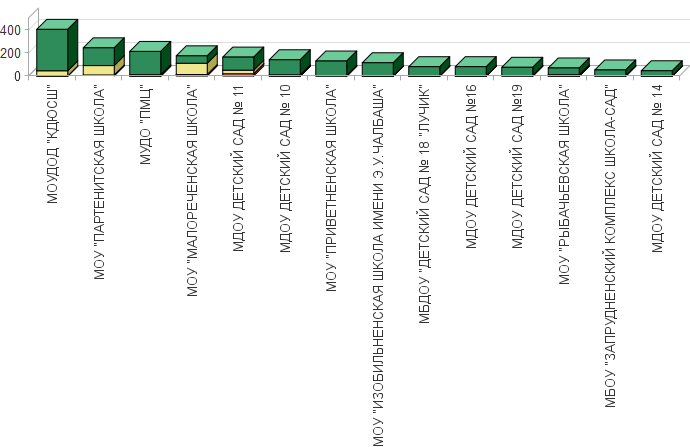 400
200
0
МОУДОД "КДЮСШ"
МОУ "ПАРТЕНИТСКАЯ ШКОЛА"
МУДО "ПМЦ"
МОУ "МАЛОРЕЧЕНСКАЯ ШКОЛА"
МДОУ ДЕТСКИЙ САД № 11
МДОУ ДЕТСКИЙ САД № 10
МОУ "ПРИВЕТНЕНСКАЯ ШКОЛА"
МОУ "ИЗОБИЛЬНЕНСКАЯ ШКОЛА ИМЕНИ Э.У.ЧАЛБАША"
МБДОУ "ДЕТСКИЙ САД № 18 "ЛУЧИК"
МДОУ ДЕТСКИЙ САД №16
МДОУ ДЕТСКИЙ САД №19
МОУ "РЫБАЧЬЕВСКАЯ ШКОЛА"
МБОУ "ЗАПРУДНЕНСКИЙ КОМПЛЕКС ШКОЛА-САД"
МДОУ ДЕТСКИЙ САД № 14